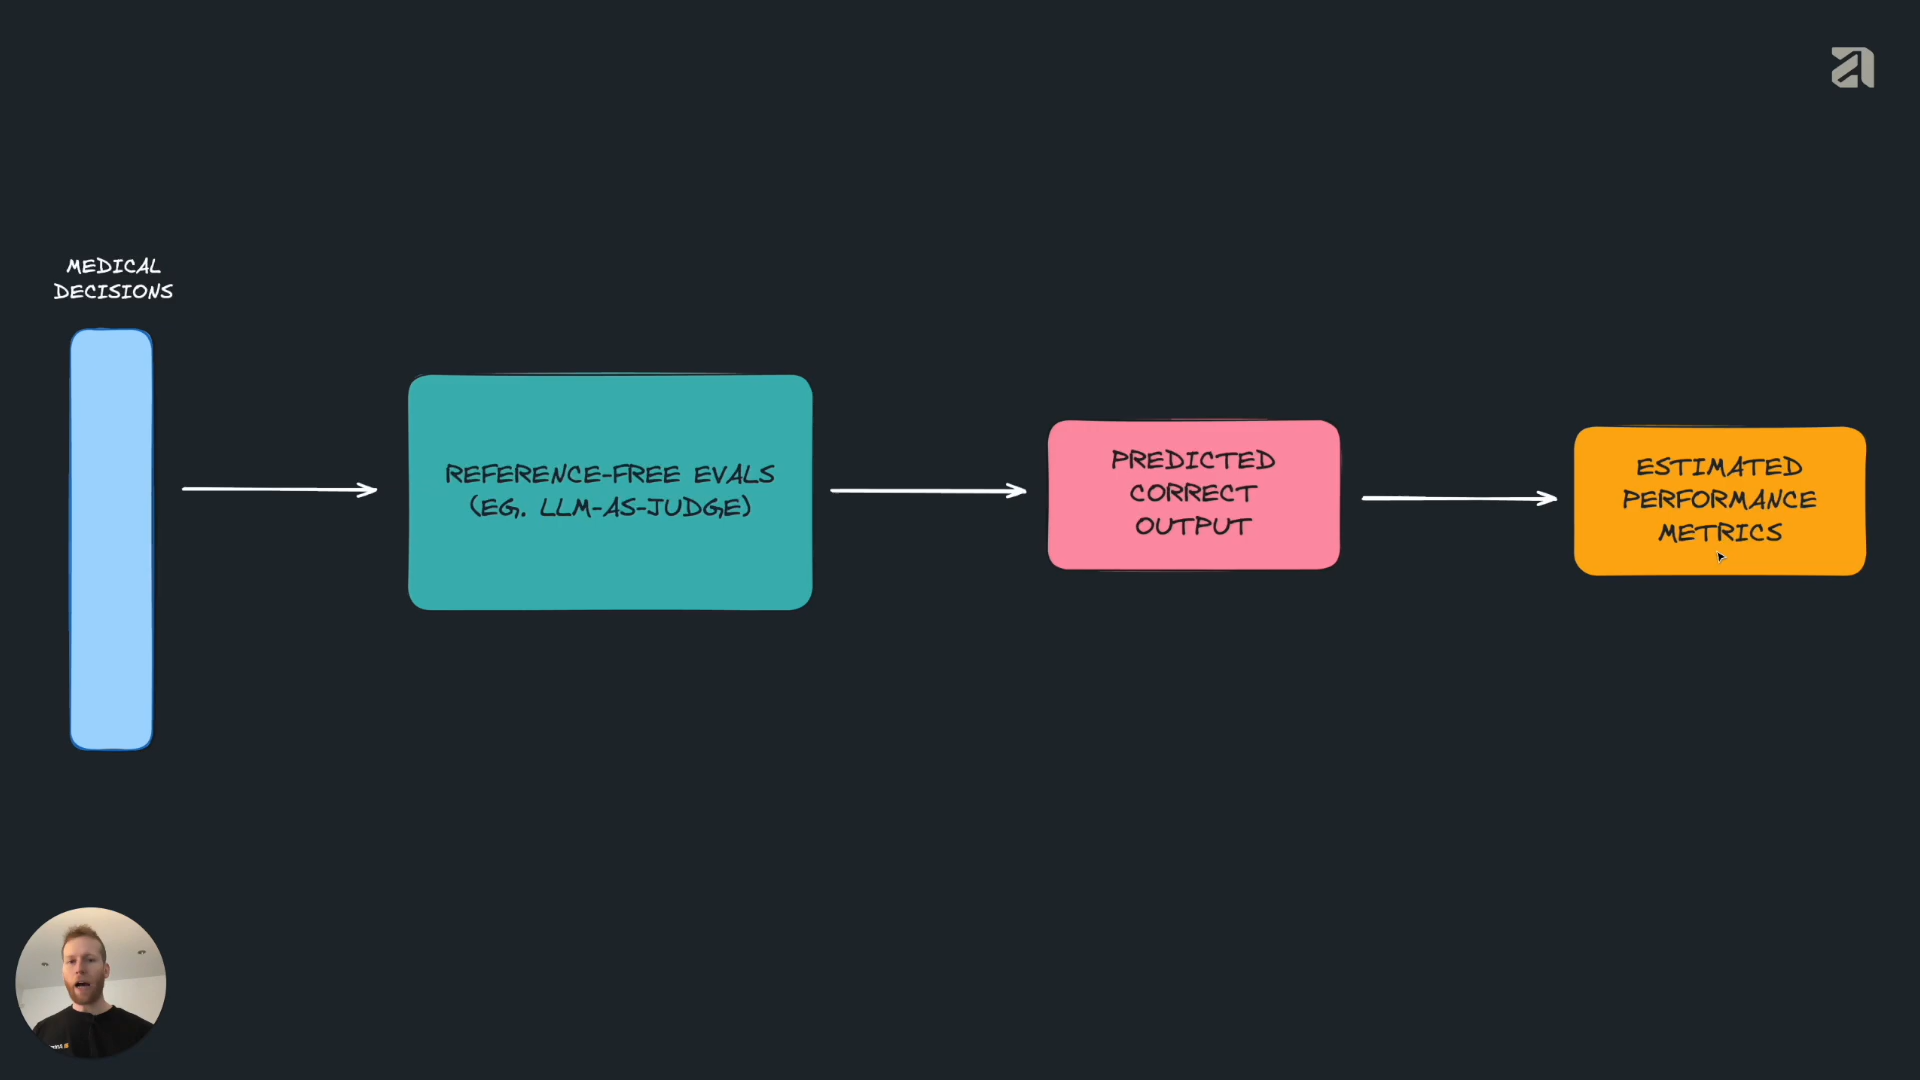 MEDICAL
DECISIONS
REFERENCE-FREE EVALS
(EG. LLM-AS-JUDGE)
PREDICTED
CORRECT
OUTPUT
ESTIMATED
PERFORMANCE
METRICS